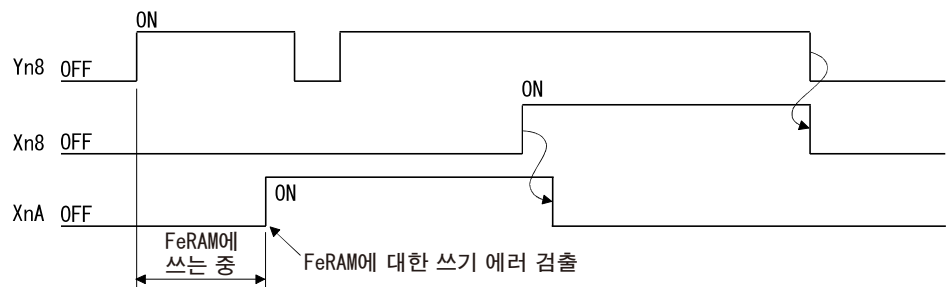 ON
Yn8 OFF
ON
Xn8 OFF
ON
XnA OFF
FeRAM에
쓰는 중
FeRAM에 대한 쓰기 에러 검출